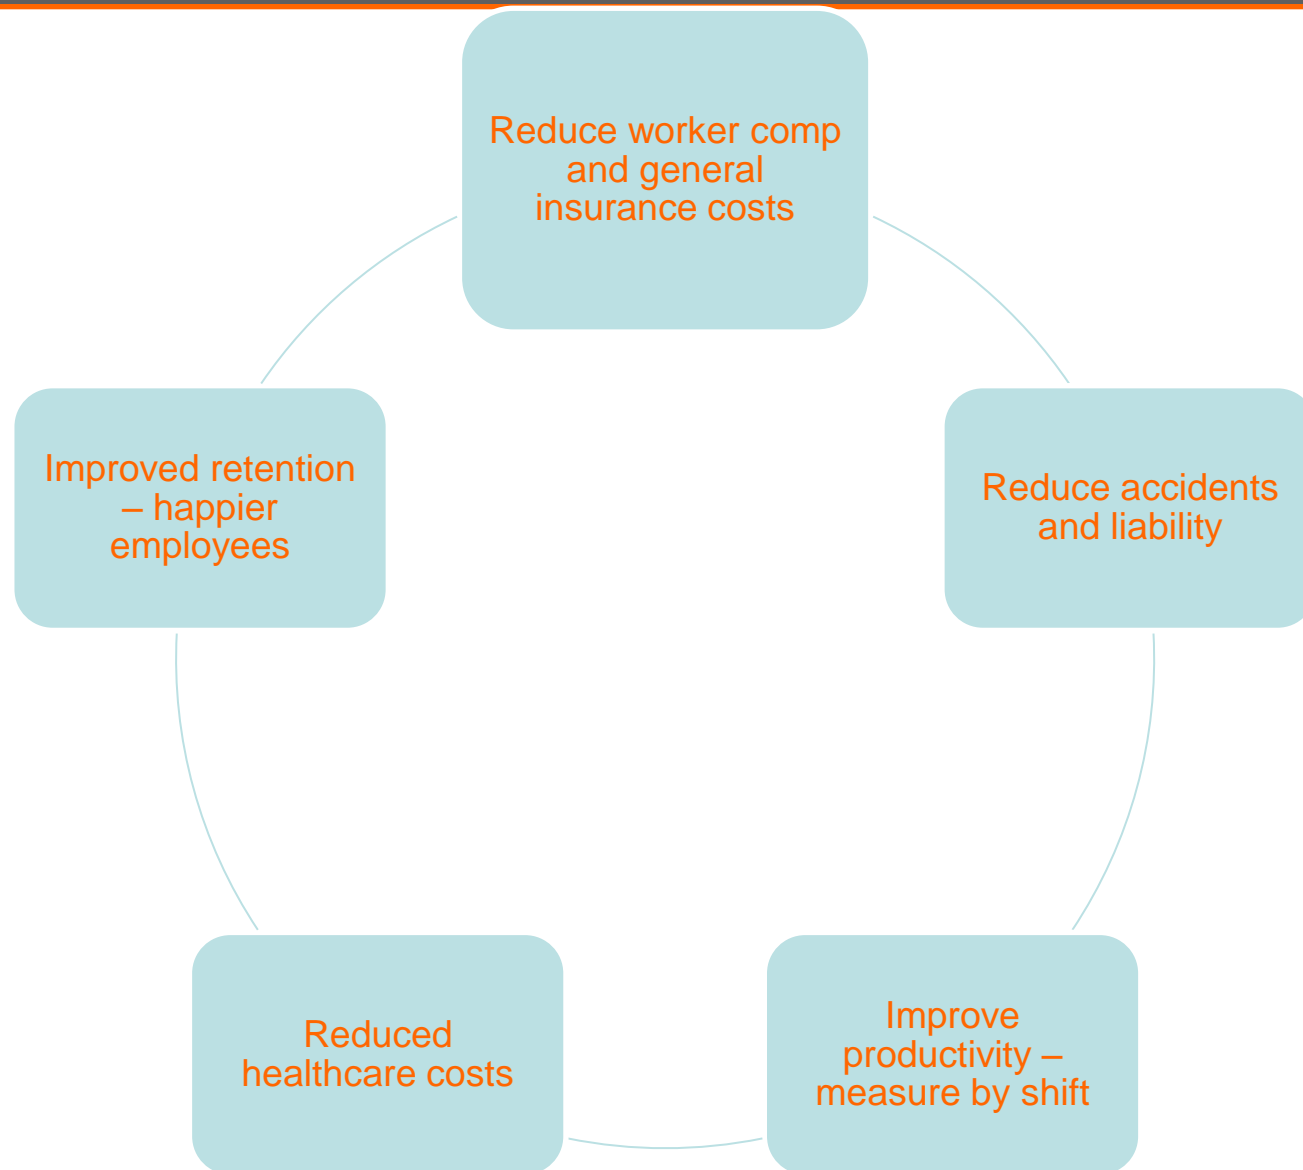 Reduce worker comp
and general
insurance costs
Reduce accidents
and liability
Improve
productivity –
measure by shift
Reduced
healthcare costs
Improved retention
– happier
employees